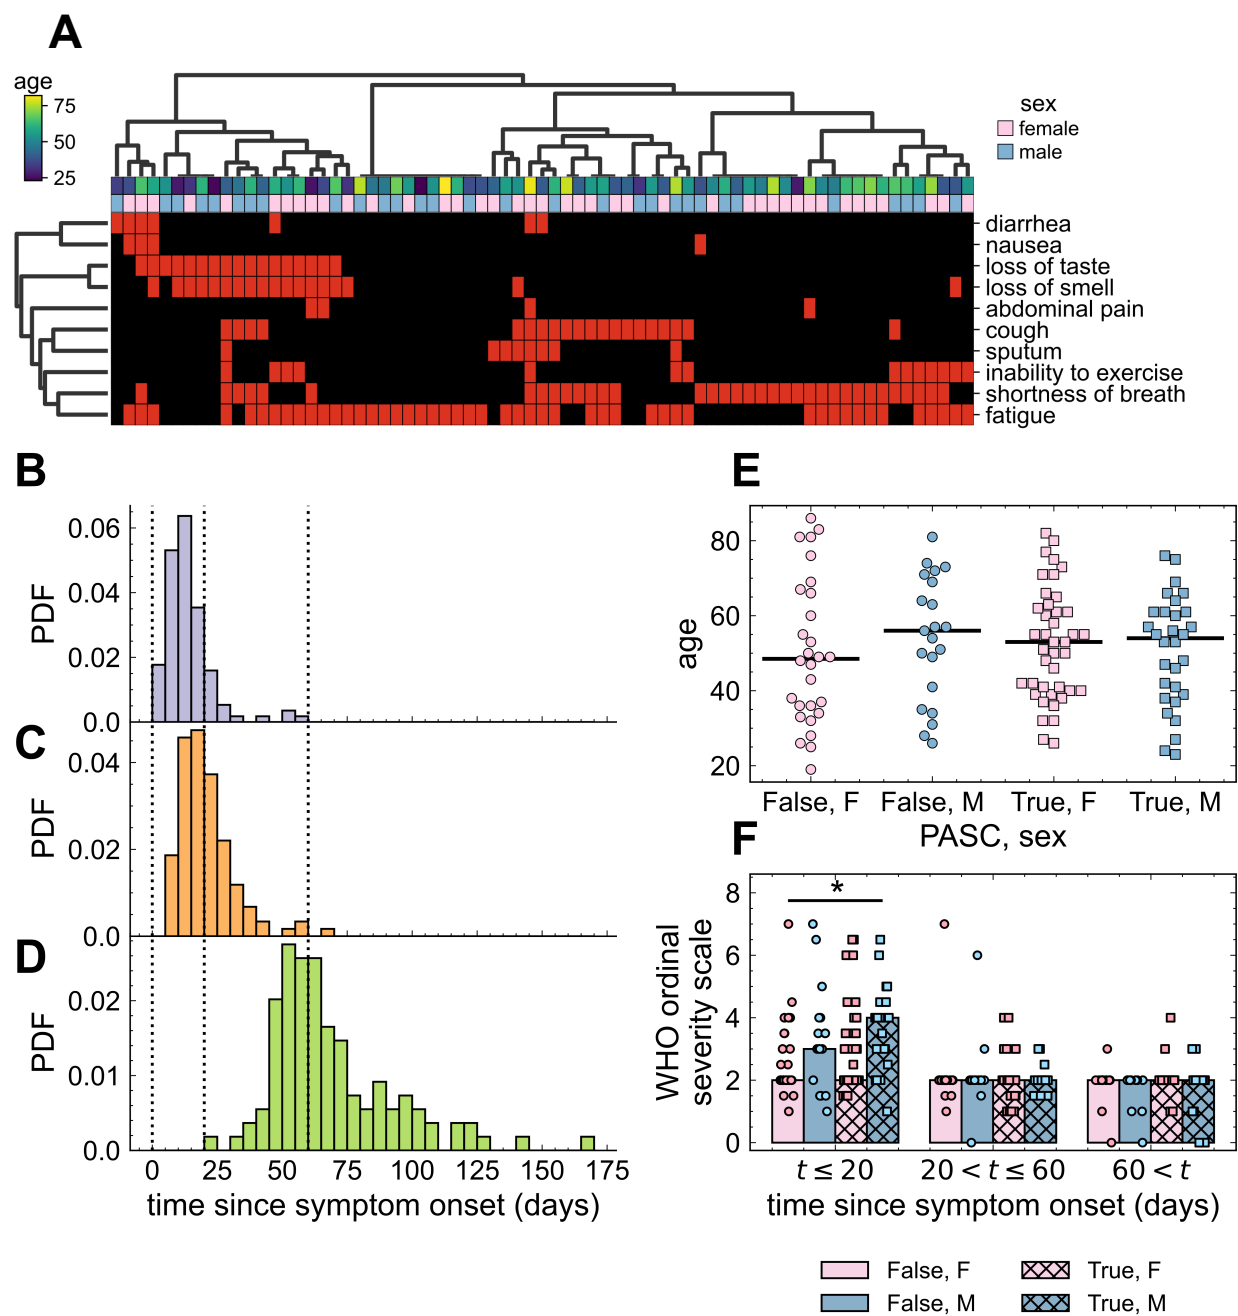 A
age
75
50
25
sex
female
male
diarrhea
nausea
loss of taste
loss of smell
abdominal pain
cough
sputum
inability to exercise
shortness of breath
fatigue
B
0.06
0.04
0.02
0.0
PDF
C
0.04
0.02
0.0
PDF
D
0.02
0.01
0.0
PDF
0 25 50 75 100 125 150 175
time since symptom onset (days)
E
80
60
40
20
age
False, F False, M True, F True, M
PASC, sex
F
8
6
4
2
0
WHO ordinal
severity scale
*
t ≤ 20 20 < t ≤ 60 60 < t
time since symptom onset (days)
False, F True, F
False, M True, M